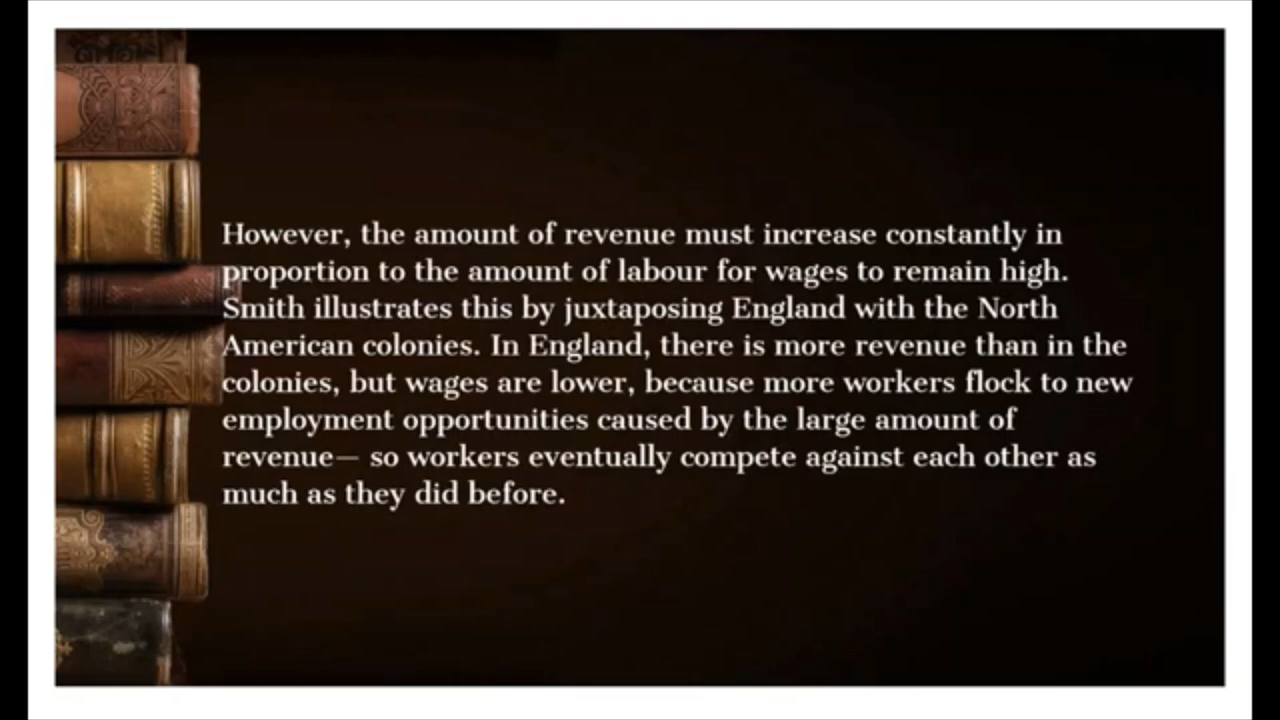 However, the amount of revenue must increase constantly in
proportion to the amount of labour for wages to remain high.
Smith illustrates this by juxtaposing England with the North
American colonies. In England, there is more revenue than in the
colonies, but wages are lower, because more workers flock to new
employment opportunities caused by the large amount of
revenue— so workers eventually compete against each other as
much as they did before.